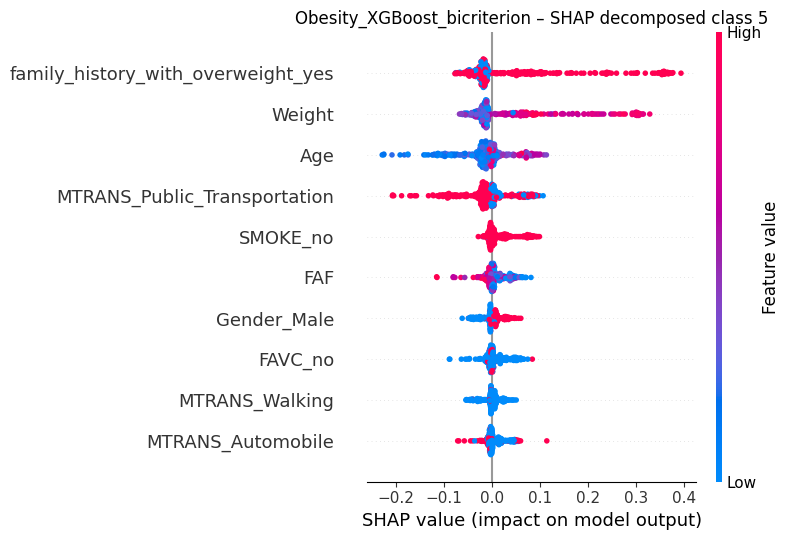 Obesity_XGBoost_bicriterion – SHAP decomposed class 5
High
family_history_with_overweight_yes
Weight
Age
MTRANS_Public_Transportation
SMOKE_no
FAF
Gender_Male
FAVC_no
MTRANS_Walking
MTRANS_Automobile
Feature value
Low
−0.2 −0.1 0.0 0.1 0.2 0.3 0.4
SHAP value (impact on model output)